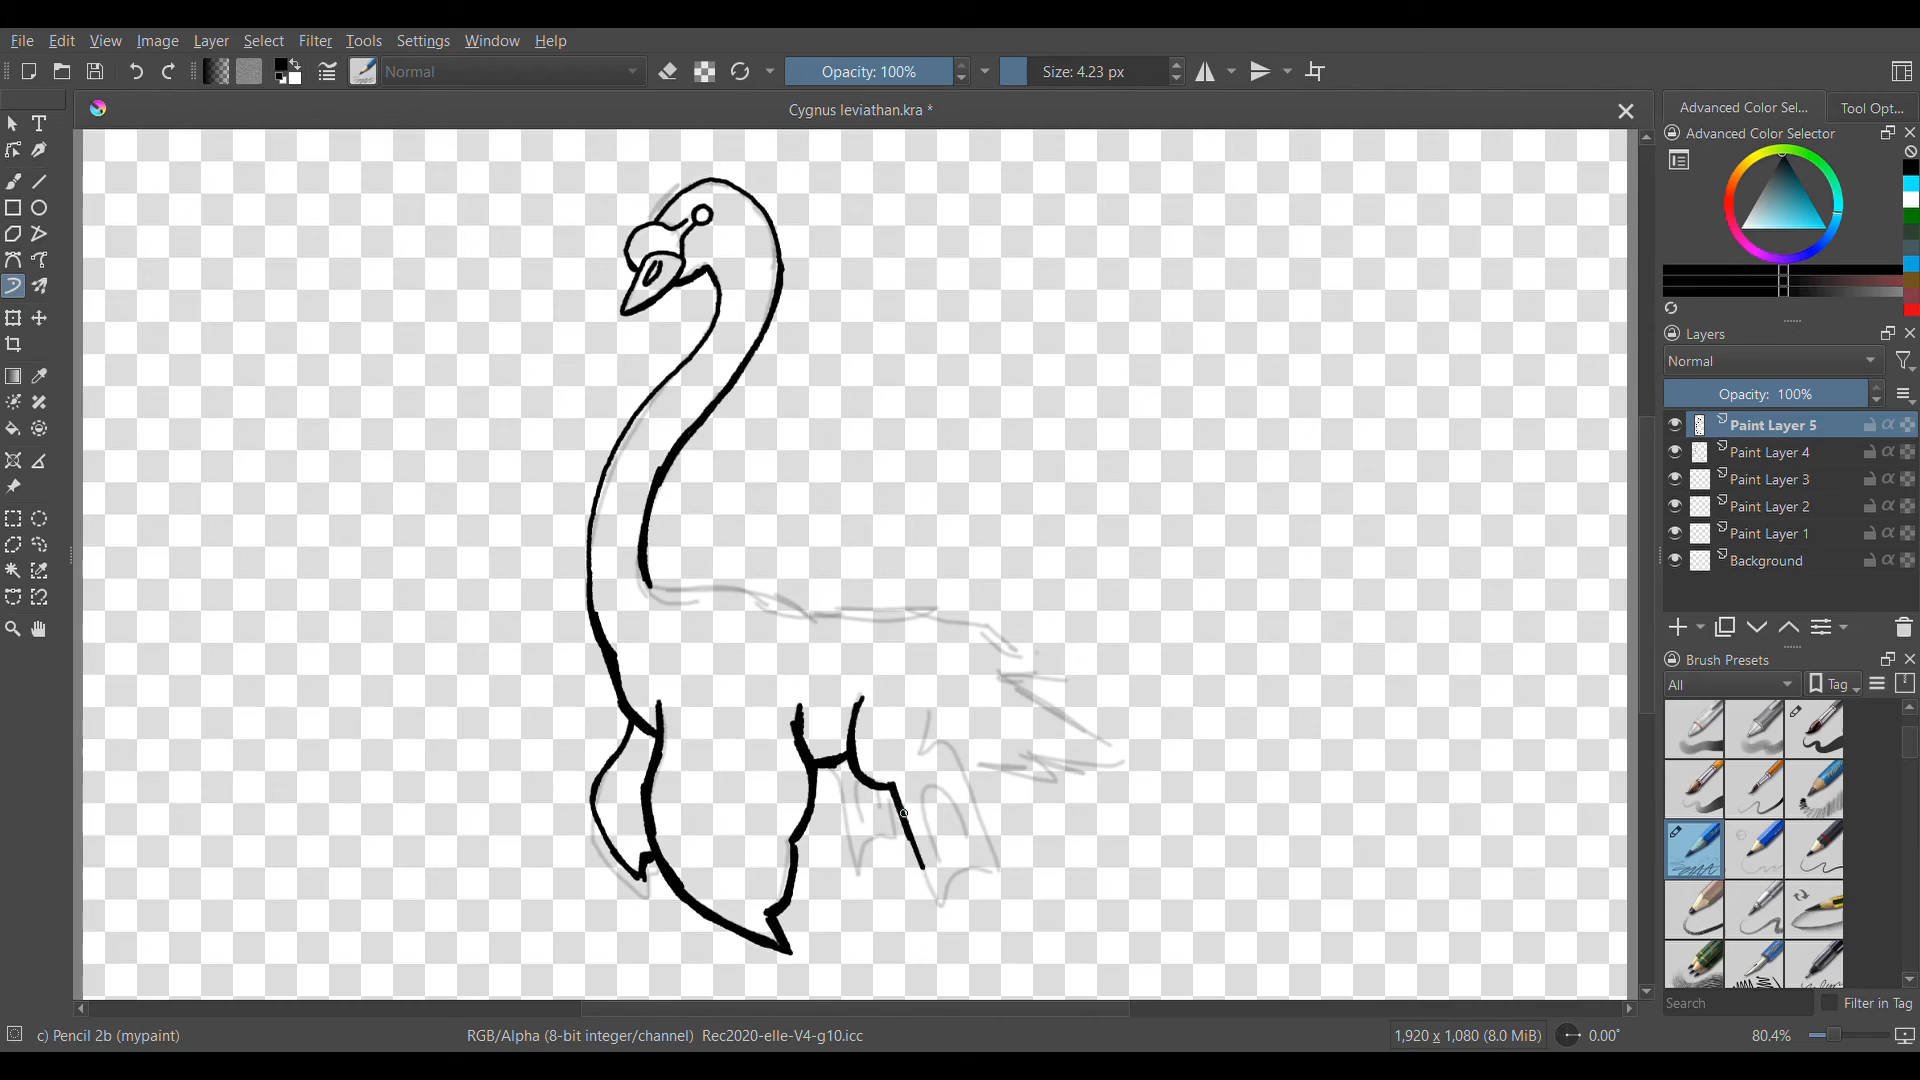 File Edit View Image Layer Select Filter Tools Settings Window Help
Normal
Opacity: 100%
Size: 4.23 px
Cygnus leviathan.kra *
Advanced Color Sel... Tool Opt...
Advanced Color Selector
Layers
Normal
Opacity: 100%
Paint Layer 5
Paint Layer 4
Paint Layer 3
Paint Layer 2
Paint Layer 1
Background
Brush Presets
All Tag
Search Filter in Tag
c) Pencil 2b (mypaint) RGB/Alpha (8-bit integer/channel) Rec2020-elle-V4-g10.icc 1,920 x 1,080 (8.0 MiB) 0.00° 80.4%